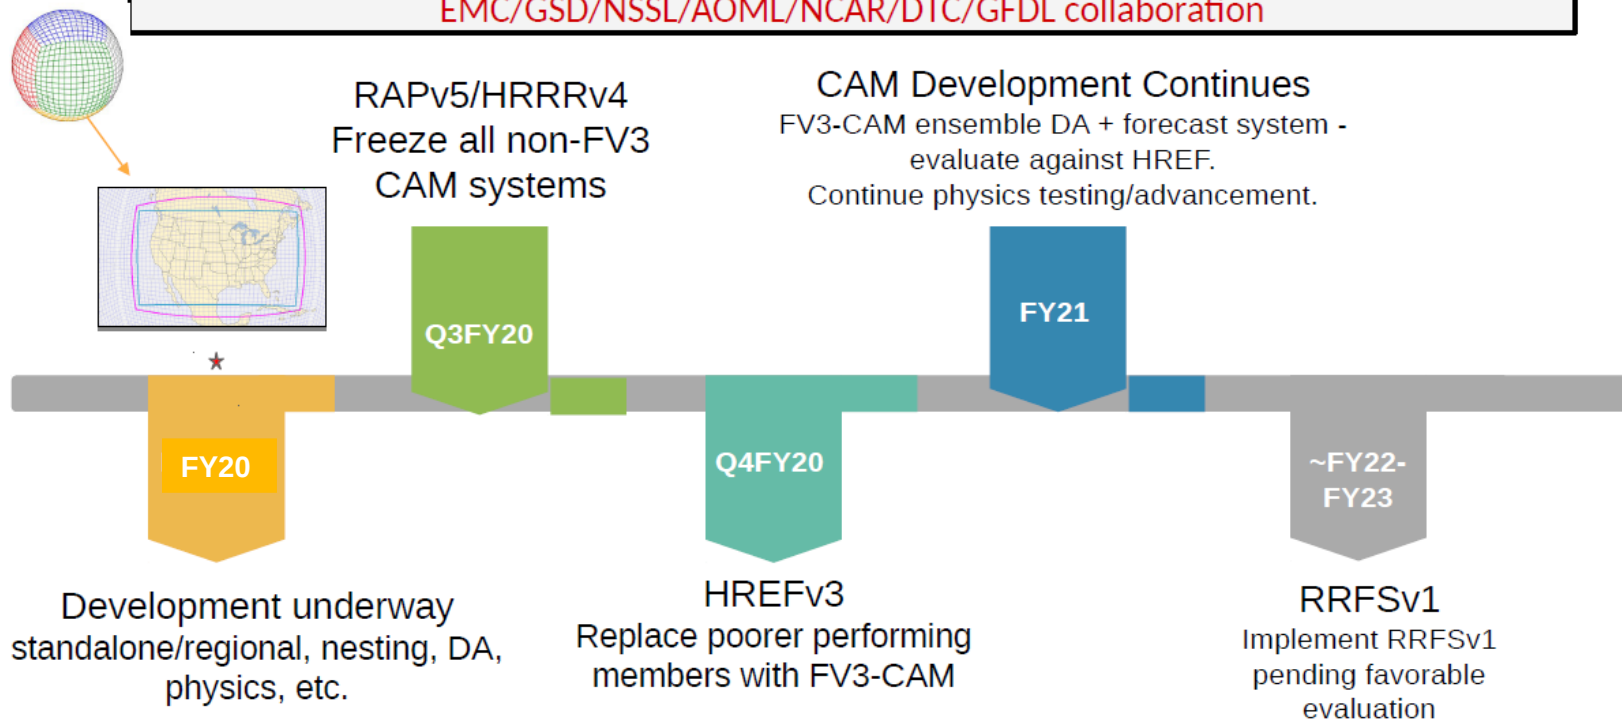 EMC/GSD/NSSL/AOML/NCAR/DTC/GFDL collaboration
RAPv5/HRRRv4
Freeze all non-FV3
CAM systems
CAM Development Continues
FV3-CAM ensemble DA + forecast system -
evaluate against HREF.
Continue physics testing/advancement.
Q3FY20
FY21
FY20
Q4FY20
~FY22-
FY23
Development underway
standalone/regional, nesting, DA,
physics, etc.
HREFv3
Replace poorer performing
members with FV3-CAM
RRFSv1
Implement RRFSv1
pending favorable
evaluation